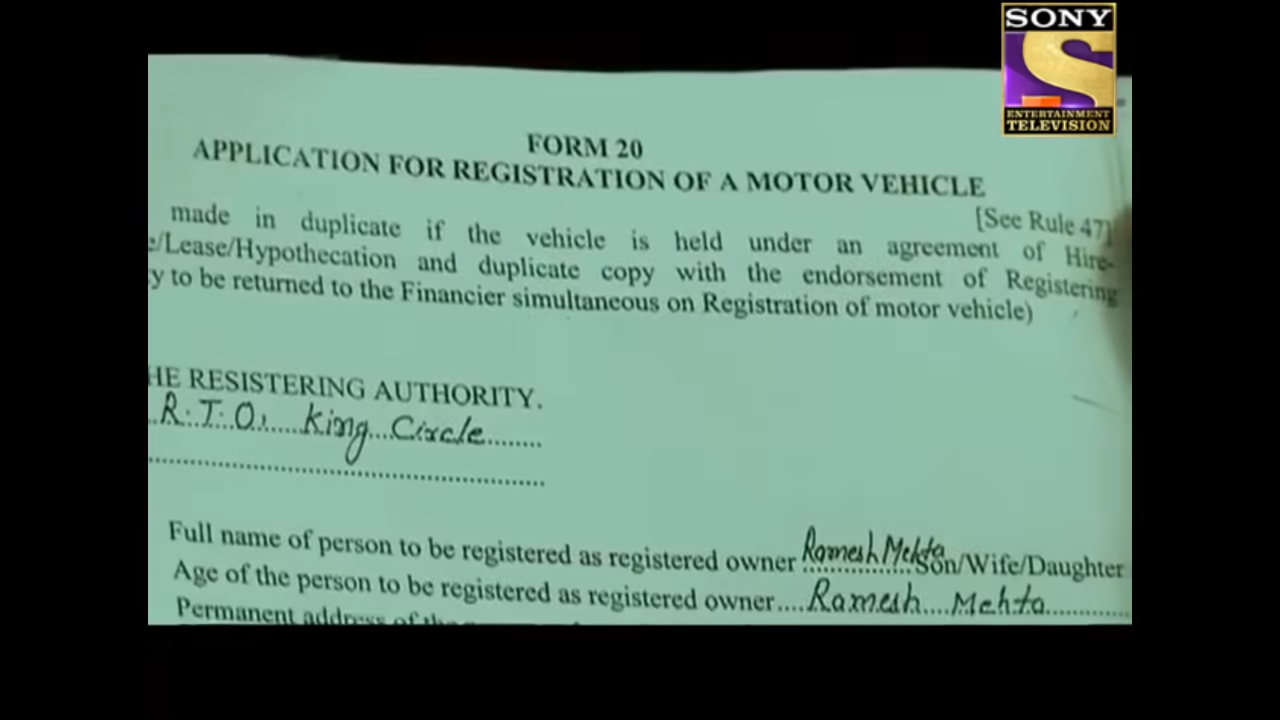 SONY
ENTERTAINMENT
TELEVISION
FORM 20
APPLICATION FOR REGISTRATION OF A MOTOR VEHICLE
[See Rule 47]
made in duplicate if the vehicle is held under an agreement of Hire-
e/Lease/Hypothecation and duplicate copy with the endorsement of Registering
y to be returned to the Financier simultaneous on Registration of motor vehicle)
HE RESISTERING AUTHORITY.
R.T.O. King Circle
Full name of person to be registered as registered owner Ramesh Mehta Son/Wife/Daughter
Age of the person to be registered as registered owner....Ramesh....Mehta
Permanent address of the